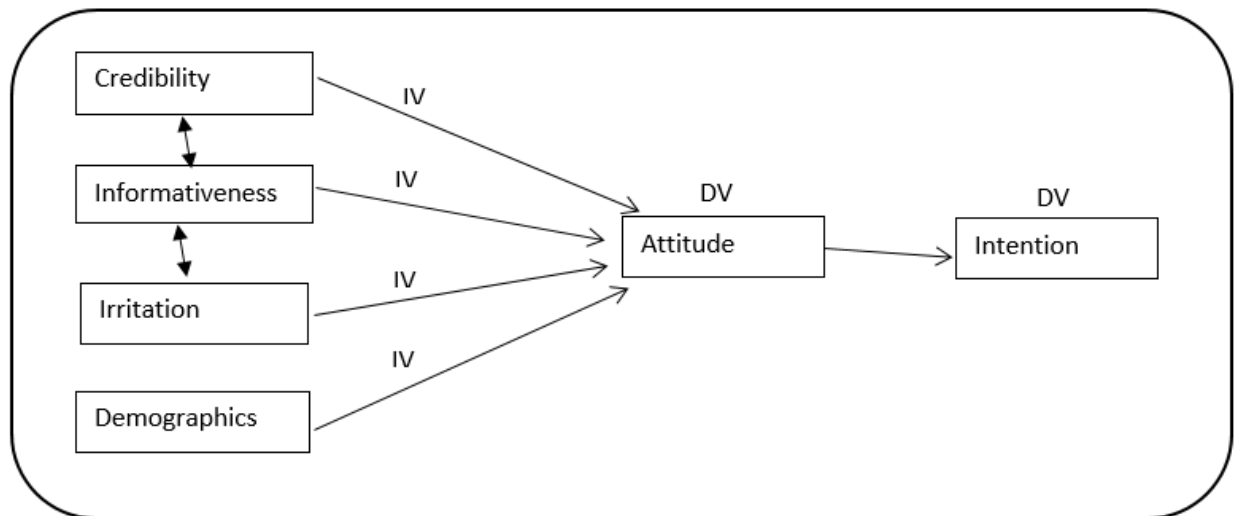 Credibility
IV
Informativeness
IV
Irritation
IV
Demographics
IV
DV
Attitude
DV
Intention